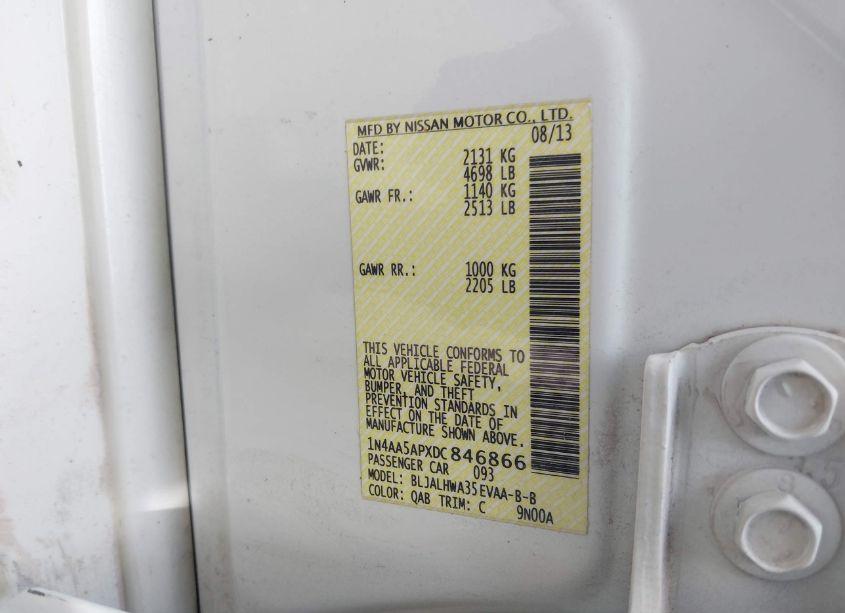 MFD BY NISSAN MOTOR CO., LTD.
DATE: 08/13
GVWR: 2131 KG
4698 LB
GAWR FR.: 1140 KG
2513 LB
GAWR RR.: 1000 KG
2205 LB
THIS VEHICLE CONFORMS TO
ALL APPLICABLE FEDERAL
MOTOR VEHICLE SAFETY,
BUMPER, AND THEFT
PREVENTION STANDARDS IN
EFFECT ON THE DATE OF
MANUFACTURE SHOWN ABOVE.
1N4AA5APXDC846866
PASSENGER CAR 093
MODEL: BLJALHWA35EVAA-B-B
COLOR: QAB TRIM: C 9N00A